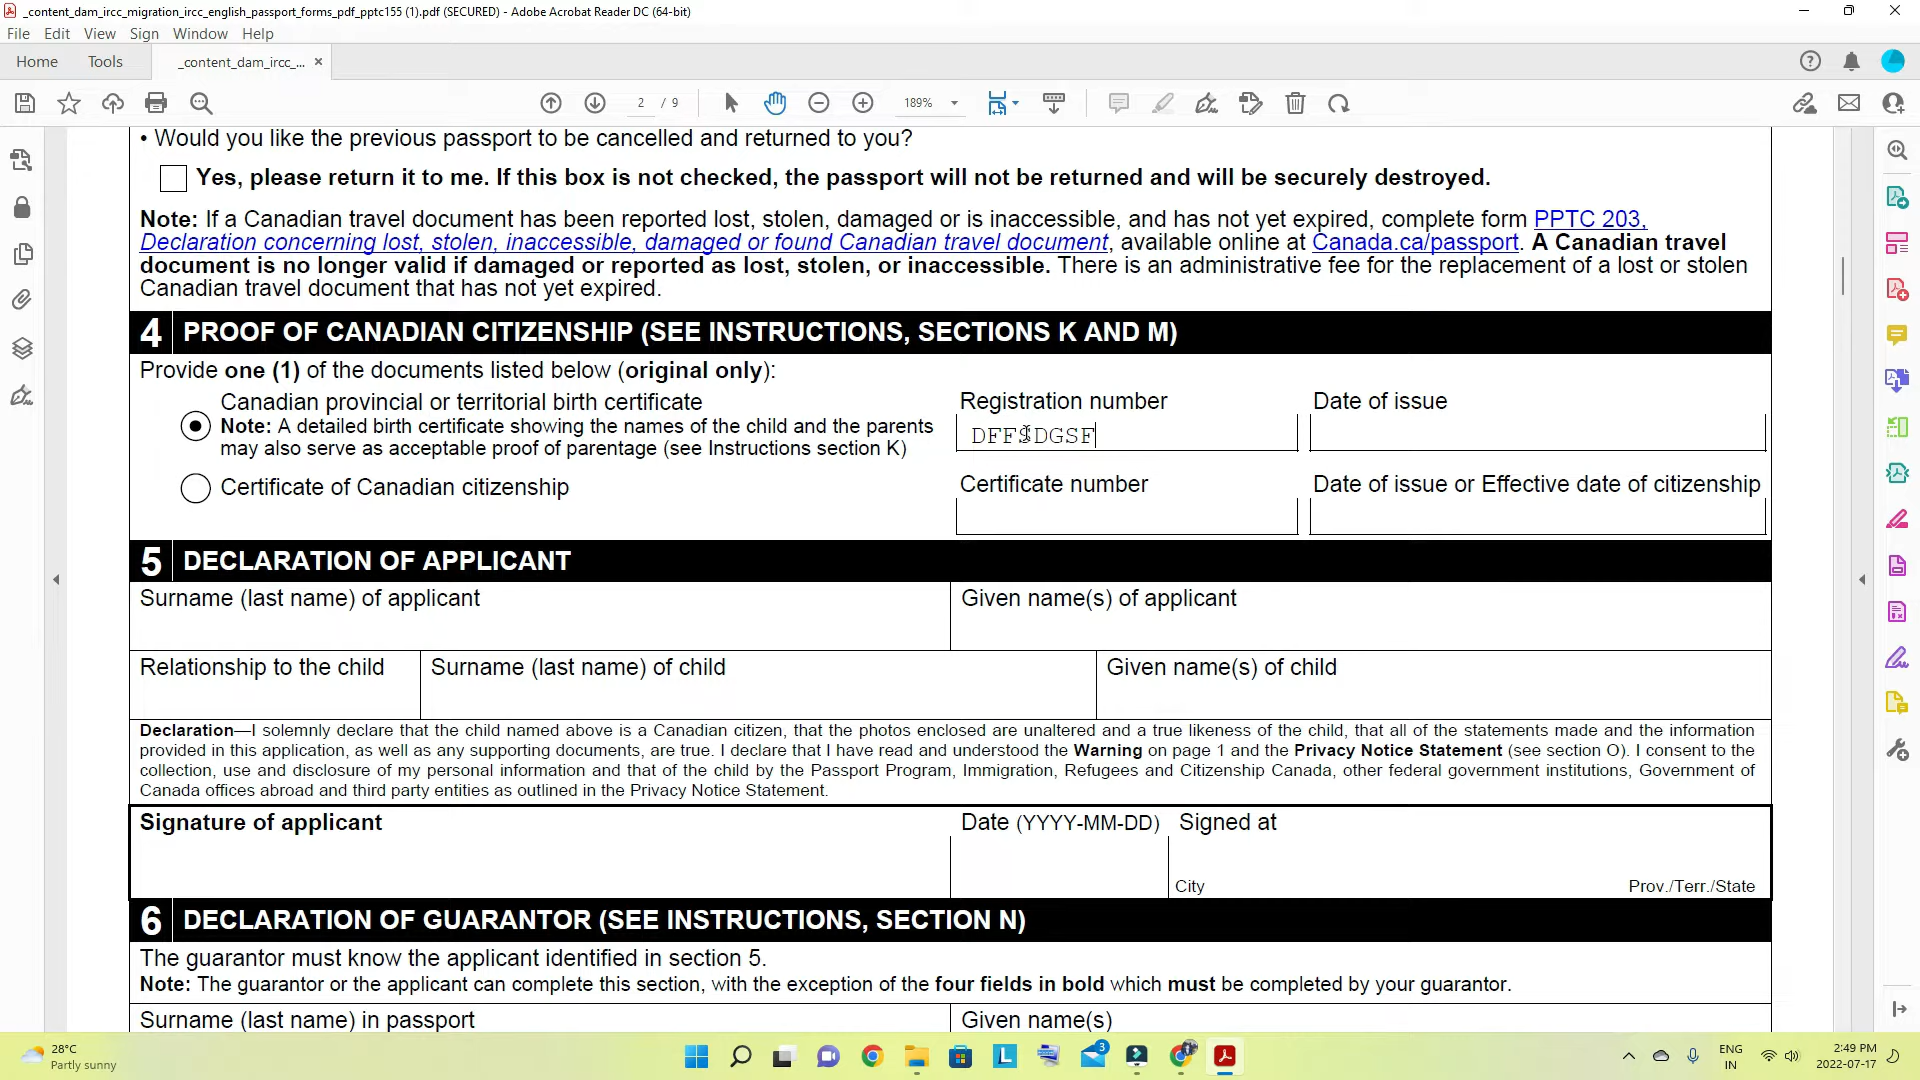 _content_dam_ircc_migration_ircc_english_passport_forms_pdf_pptc155 (1).pdf (SECURED) - Adobe Acrobat Reader DC (64-bit)
File Edit View Sign Window Help
Home Tools _content_dam_ircc_...
2 / 9 189%
• Would you like the previous passport to be cancelled and returned to you?
Yes, please return it to me. If this box is not checked, the passport will not be returned and will be securely destroyed.
Note: If a Canadian travel document has been reported lost, stolen, damaged or is inaccessible, and has not yet expired, complete form PPTC 203,
Declaration concerning lost, stolen, inaccessible, damaged or found Canadian travel document, available online at Canada.ca/passport. A Canadian travel
document is no longer valid if damaged or reported as lost, stolen, or inaccessible. There is an administrative fee for the replacement of a lost or stolen
Canadian travel document that has not yet expired.
4 PROOF OF CANADIAN CITIZENSHIP (SEE INSTRUCTIONS, SECTIONS K AND M)
Provide one (1) of the documents listed below (original only):
Canadian provincial or territorial birth certificate
Note: A detailed birth certificate showing the names of the child and the parents
may also serve as acceptable proof of parentage (see Instructions section K)
Registration number Date of issue
DFFSDGSF
Certificate of Canadian citizenship
Certificate number Date of issue or Effective date of citizenship
5 DECLARATION OF APPLICANT
Surname (last name) of applicant Given name(s) of applicant
Relationship to the child Surname (last name) of child Given name(s) of child
Declaration—I solemnly declare that the child named above is a Canadian citizen, that the photos enclosed are unaltered and a true likeness of the child, that all of the statements made and the information
provided in this application, as well as any supporting documents, are true. I declare that I have read and understood the Warning on page 1 and the Privacy Notice Statement (see section O). I consent to the
collection, use and disclosure of my personal information and that of the child by the Passport Program, Immigration, Refugees and Citizenship Canada, other federal government institutions, Government of
Canada offices abroad and third party entities as outlined in the Privacy Notice Statement.
Signature of applicant Date (YYYY-MM-DD) Signed at
City Prov./Terr./State
6 DECLARATION OF GUARANTOR (SEE INSTRUCTIONS, SECTION N)
The guarantor must know the applicant identified in section 5.
Note: The guarantor or the applicant can complete this section, with the exception of the four fields in bold which must be completed by your guarantor.
Surname (last name) in passport Given name(s)
28°C
Partly sunny
L
3
ENG
IN
2:49 PM
2022-07-17